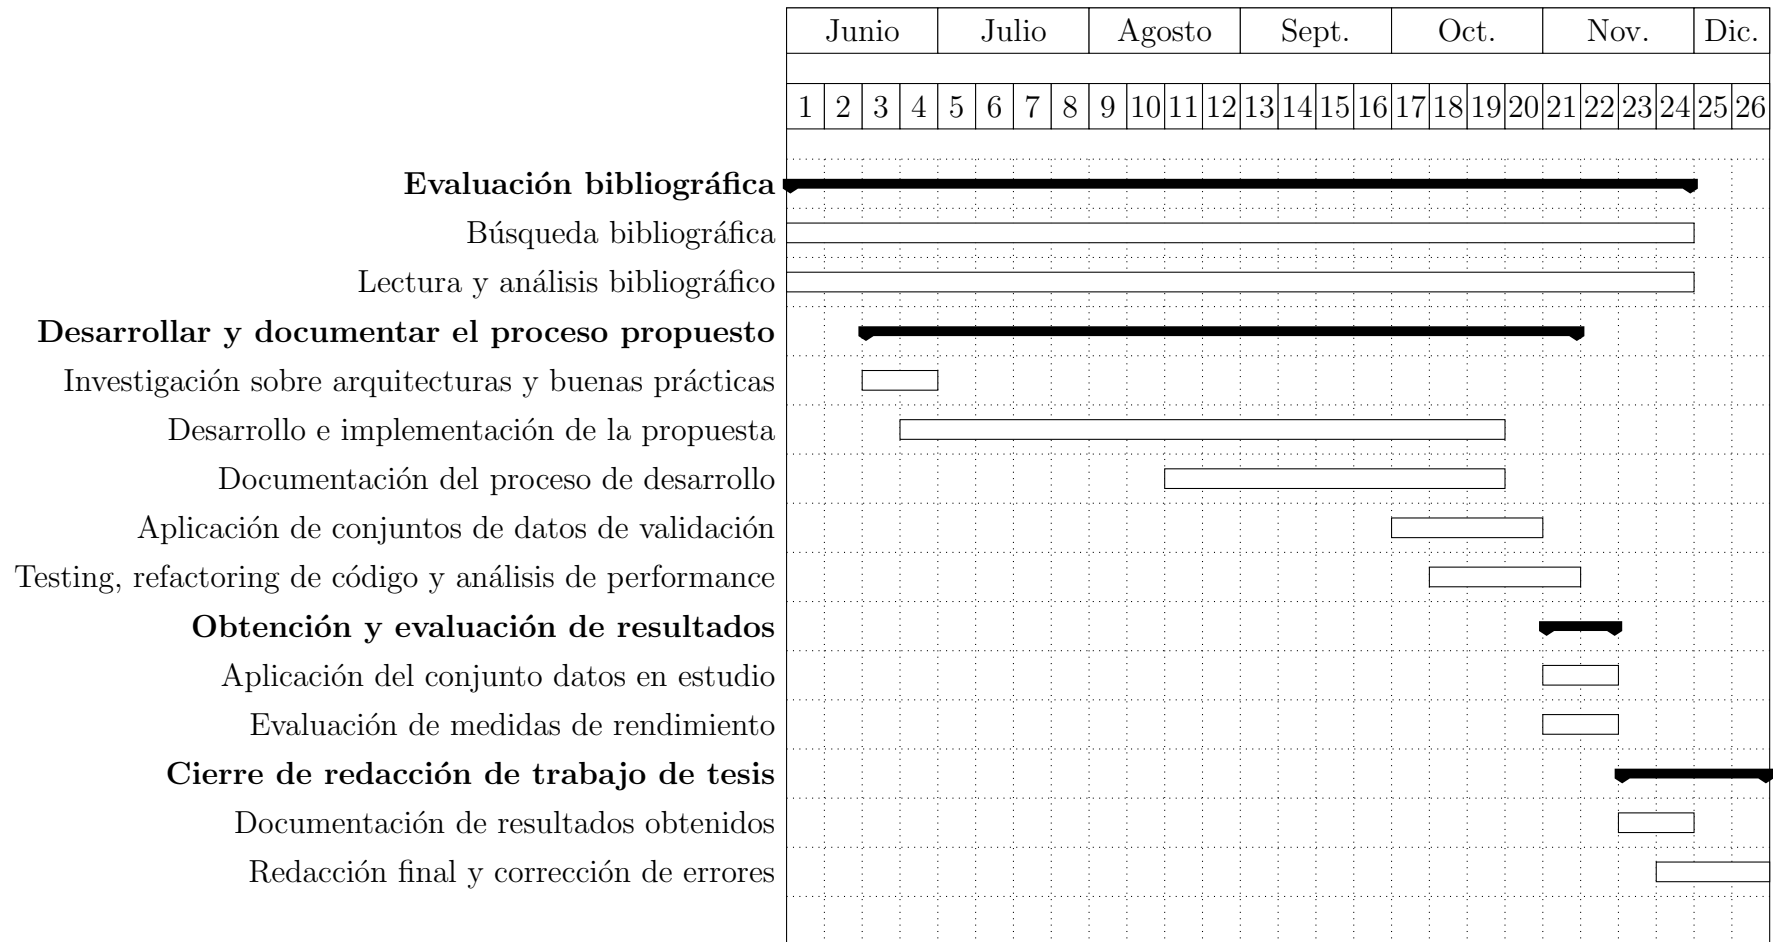 Junio Julio Agosto Sept. Oct. Nov. Dic.
1 2 3 4 5 6 7 8 9 10 11 12 13 14 15 16 17 18 19 20 21 22 23 24 25 26
Evaluación bibliográfica
Búsqueda bibliográfica
Lectura y análisis bibliográfico
Desarrollar y documentar el proceso propuesto
Investigación sobre arquitecturas y buenas prácticas
Desarrollo e implementación de la propuesta
Documentación del proceso de desarrollo
Aplicación de conjuntos de datos de validación
Testing, refactoring de código y análisis de performance
Obtención y evaluación de resultados
Aplicación del conjunto datos en estudio
Evaluación de medidas de rendimiento
Cierre de redacción de trabajo de tesis
Documentación de resultados obtenidos
Redacción final y corrección de errores